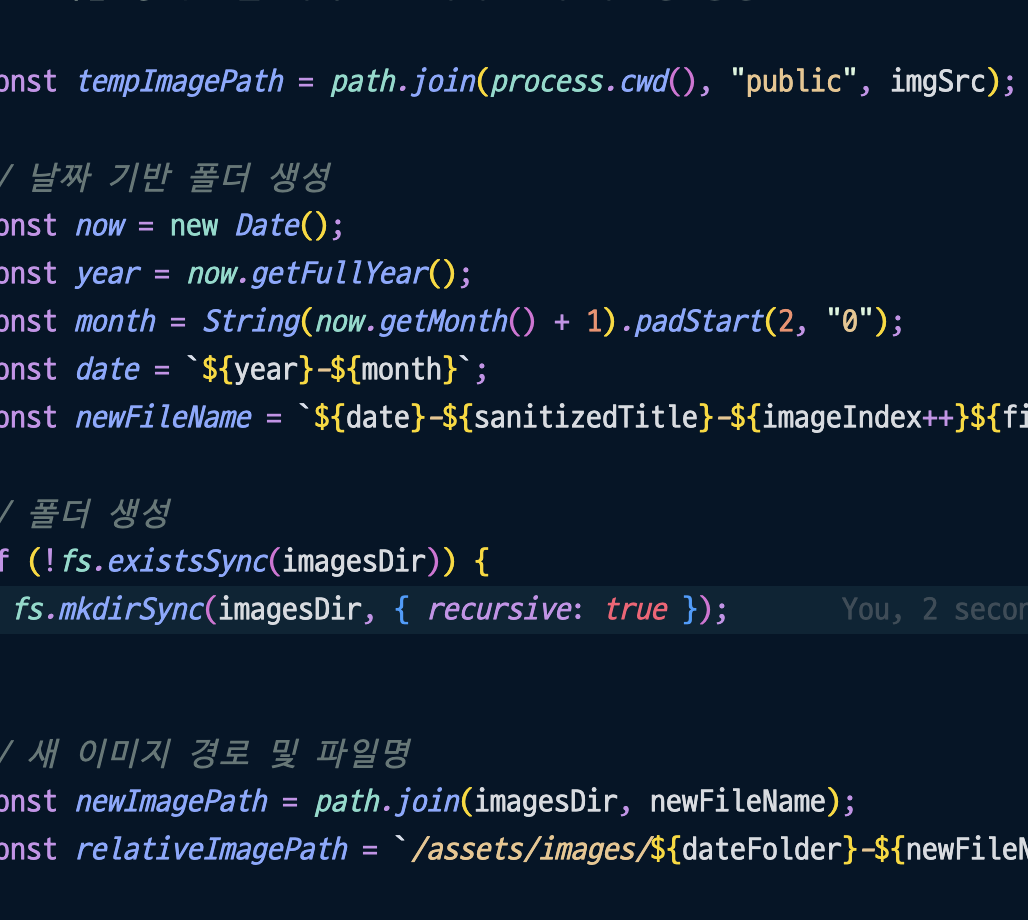 onst tempImagePath = path.join(process.cwd(), "public", imgSrc);
/ 날짜 기반 폴더 생성
onst now = new Date();
onst year = now.getFullYear();
onst month = String(now.getMonth() + 1).padStart(2, "0");
onst date = `${year}-${month}`;
onst newFileName = `${date}-${sanitizedTitle}-${imageIndex++}${fi
/ 폴더 생성
f (!fs.existsSync(imagesDir)) {
fs.mkdirSync(imagesDir, { recursive: true }); You, 2 secon
/ 새 이미지 경로 및 파일명
onst newImagePath = path.join(imagesDir, newFileName);
onst relativeImagePath = `/assets/images/${dateFolder}-${newFileN